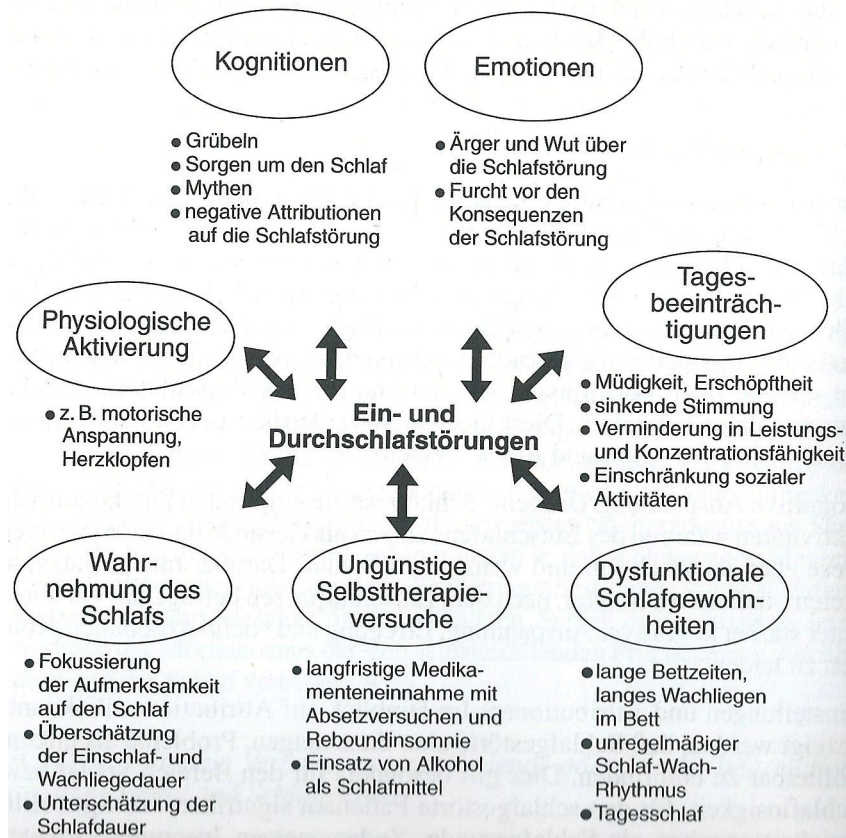 Kognitionen
Grübeln
Sorgen um den Schlaf
Mythen
negative Attributionen
auf die Schlafstörung
Emotionen
Ärger und Wut über
die Schlafstörung
Furcht vor den
Konsequenzen
der Schlafstörung
Physiologische
Aktivierung
z. B. motorische
Anspannung,
Herzklopfen
Ein- und
Durchschlafstörungen
Tages-
beeinträch-
tigungen
Müdigkeit, Erschöpftheit
sinkende Stimmung
Verminderung in Leistungs-
und Konzentrationsfähigkeit
Einschränkung sozialer
Aktivitäten
Wahr-
nehmung des
Schlafs
Fokussierung
der Aufmerksamkeit
auf den Schlaf
Überschätzung
der Einschlaf- und
Wachliegedauer
Unterschätzung der
Schlafdauer
Ungünstige
Selbsttherapie-
versuche
langfristige Medika-
menteneinnahme mit
Absetzversuchen und
Reboundinsomnie
Einsatz von Alkohol
als Schlafmittel
Dysfunktionale
Schlafgewohn-
heiten
lange Bettzeiten,
langes Wachliegen
im Bett
unregelmäßiger
Schlaf-Wach-
Rhythmus
Tagesschlaf